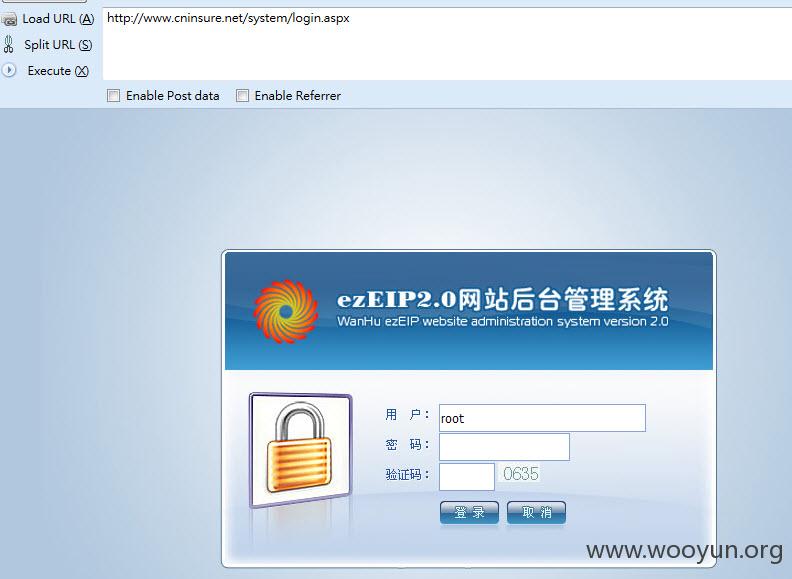 Load URL (A)
http://www.cninsure.net/system/login.aspx
Split URL (S)
Execute (X)
Enable Post data
Enable Referrer
ezEIP2.0网站后台管理系统
WanHu ezEIP website administration system version 2.0
用 户：
root
密 码：
验证码：
0635
登 录
取 消
www.wooyun.org